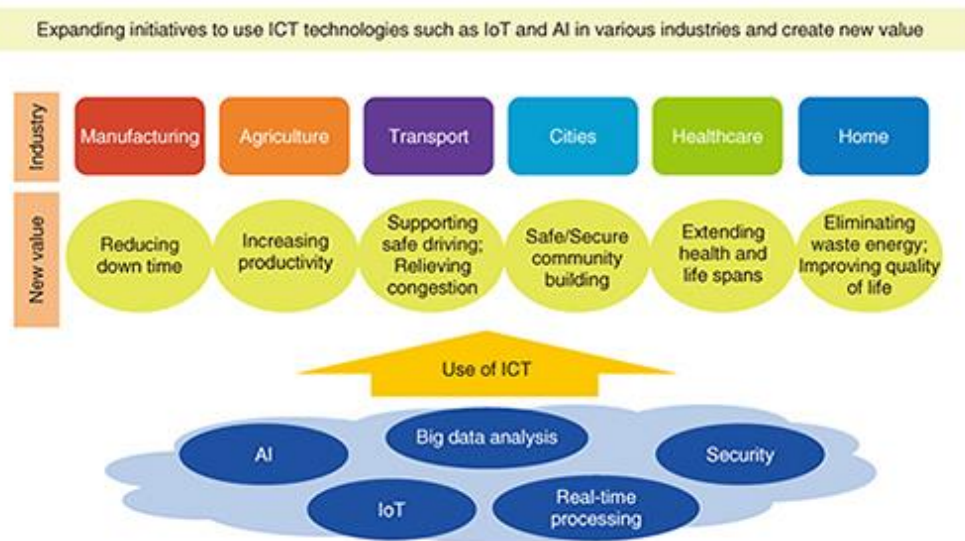 Expanding initiatives to use ICT technologies such as IoT and AI in various industries and create new value
Industry
Manufacturing
Agriculture
Transport
Cities
Healthcare
Home
New value
Reducing
down time
Increasing
productivity
Supporting
safe driving;
Relieving
congestion
Safe/Secure
community
building
Extending
health and
life spans
Eliminating
waste energy;
Improving quality
of life
Use of ICT
AI
Big data analysis
Security
IoT
Real-time
processing